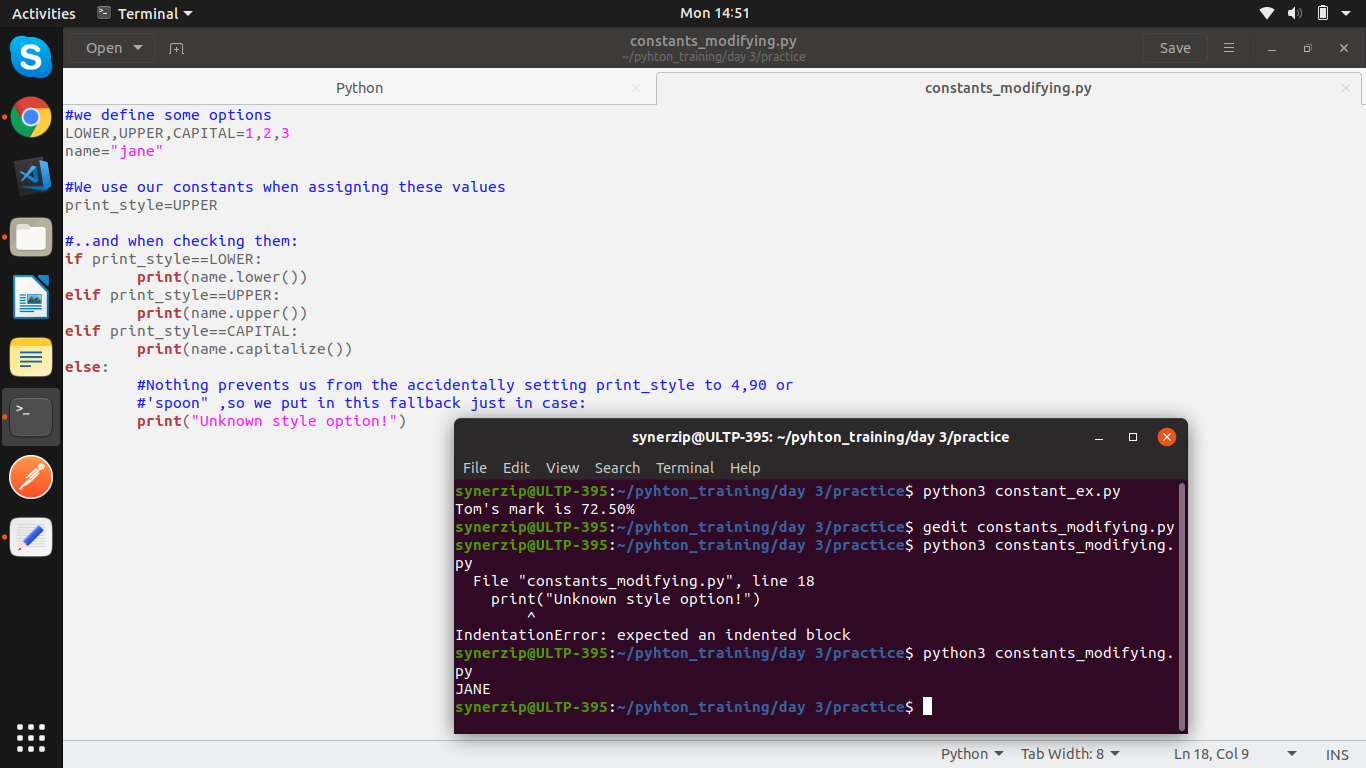 Activities Terminal Mon 14:51
Open constants_modifying.py Save
~/pyhton_training/day 3/practice
Python constants_modifying.py
#we define some options
LOWER,UPPER,CAPITAL=1,2,3
name="jane"
#We use our constants when assigning these values
print_style=UPPER
#..and when checking them:
if print_style==LOWER:
print(name.lower())
elif print_style==UPPER:
print(name.upper())
elif print_style==CAPITAL:
print(name.capitalize())
else:
#Nothing prevents us from the accidentally setting print_style to 4,90 or
#'spoon" ,so we put in this fallback just in case:
print("Unknown style option!")
synerzip@ULTP-395: ~/pyhton_training/day 3/practice
File Edit View Search Terminal Help
synerzip@ULTP-395:~/pyhton_training/day 3/practice$ python3 constant_ex.py
Tom's mark is 72.50%
synerzip@ULTP-395:~/pyhton_training/day 3/practice$ gedit constants_modifying.py
synerzip@ULTP-395:~/pyhton_training/day 3/practice$ python3 constants_modifying.
py
File "constants_modifying.py", line 18
print("Unknown style option!")
^
IndentationError: expected an indented block
synerzip@ULTP-395:~/pyhton_training/day 3/practice$ python3 constants_modifying.
py
JANE
synerzip@ULTP-395:~/pyhton_training/day 3/practice$
Python Tab Width: 8 Ln 18, Col 9 INS